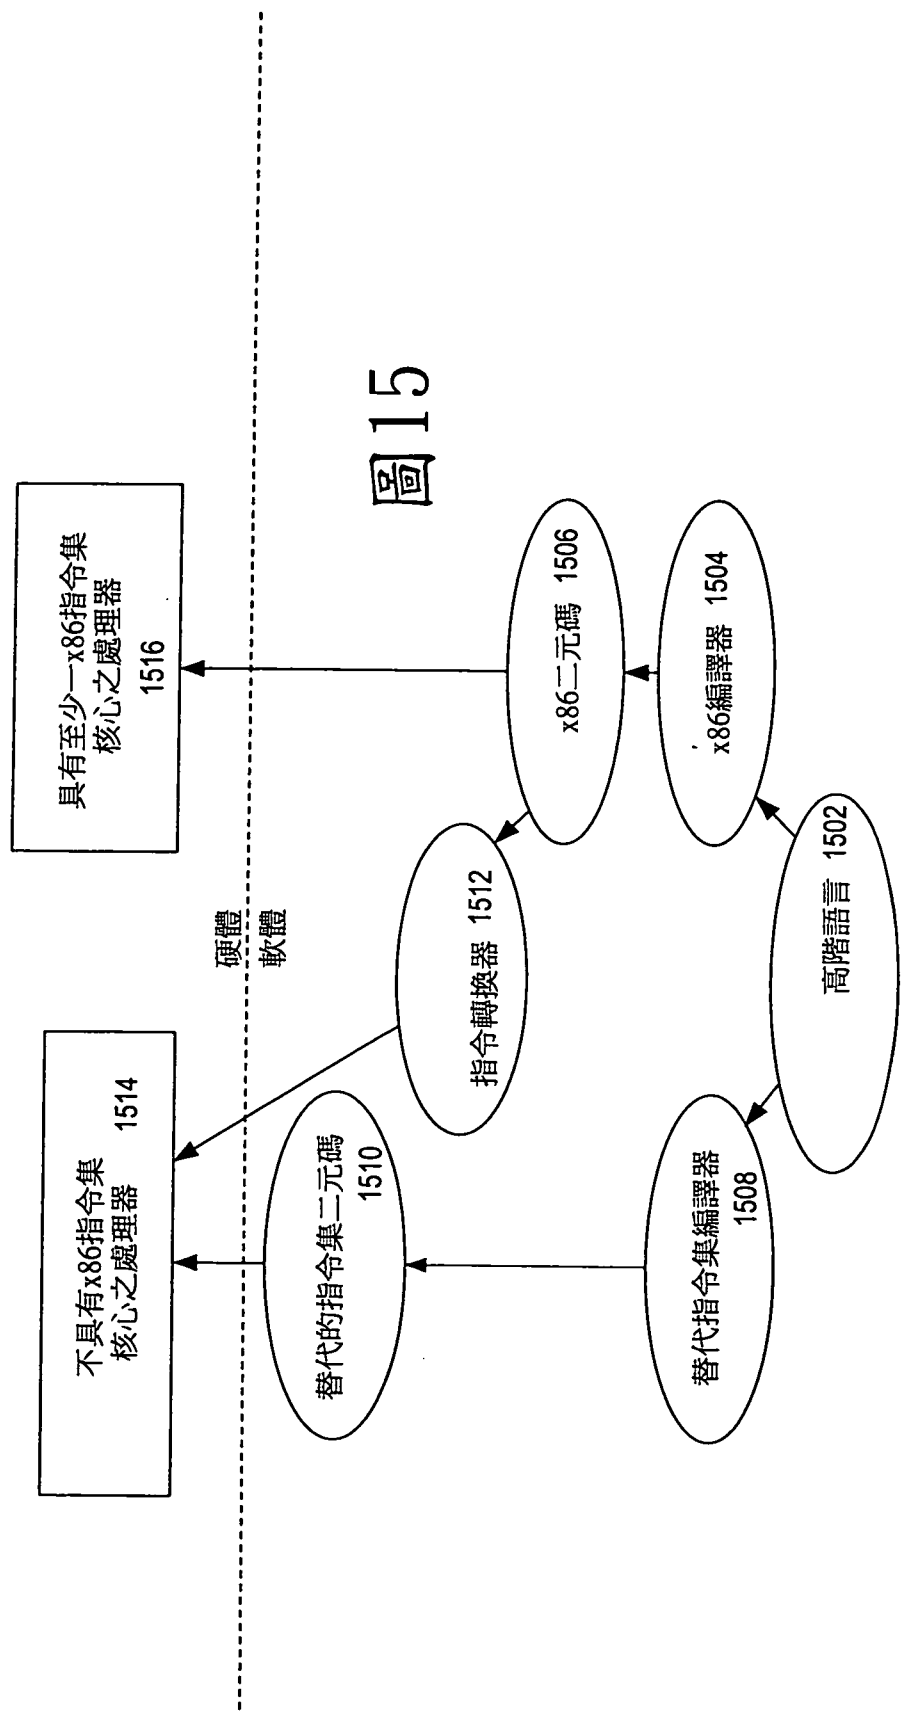 不具有x86指令集
核心之處理器
1514
具有至少一x86指令集
核心之處理器
1516
硬體
軟體
替代的指令集二元碼
1510
指令轉換器 1512
x86二元碼 1506
替代指令集編譯器
1508
x86編譯器 1504
高階語言 1502
圖15